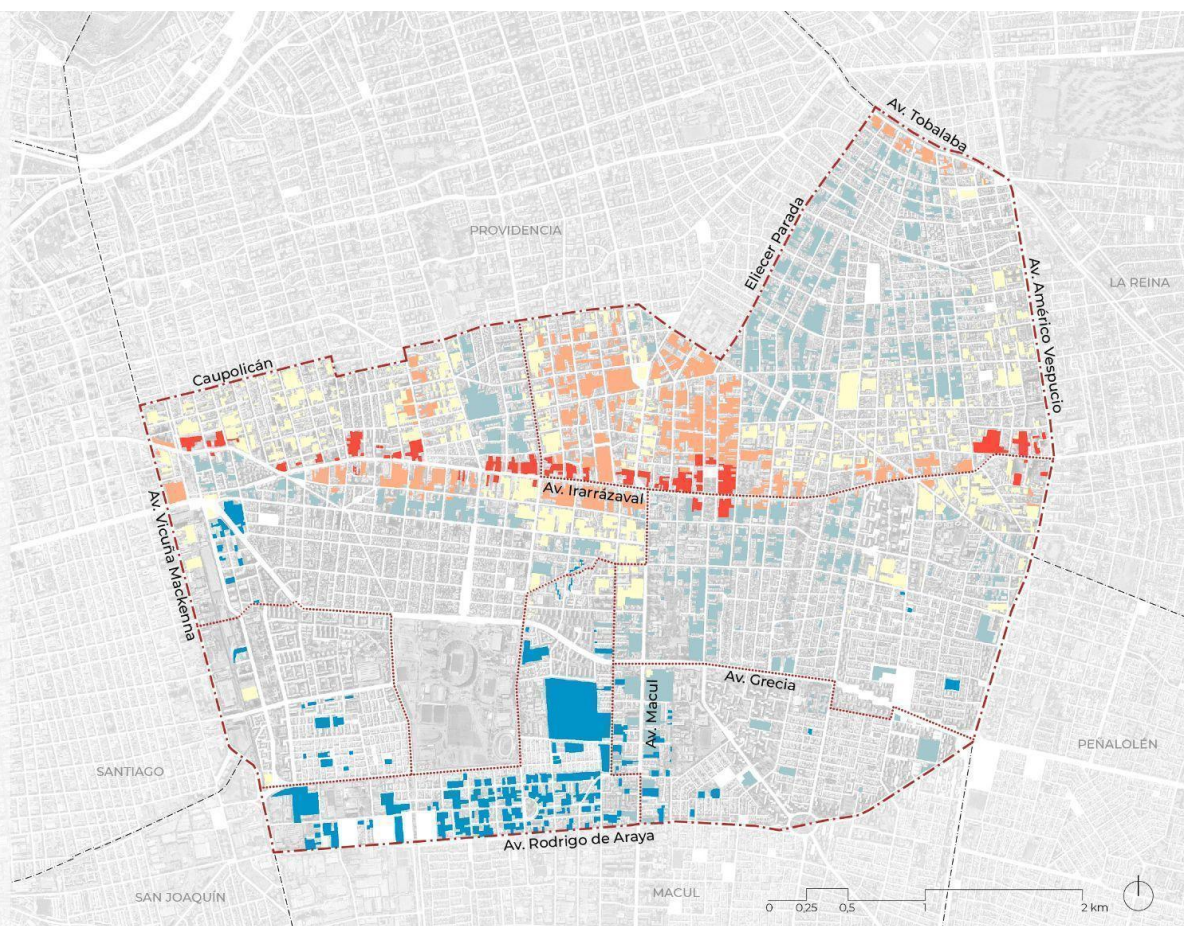 Av. Tobalaba
PROVIDENCIA
Eliecer Parada
LA REINA
Av. Américo Vespucio
Caupolicán
Av. Irarrázaval
Av. Vicuña Mackenna
Av. Grecia
Av. Macul
PEÑALOLÉN
SANTIAGO
Av. Rodrigo de Araya
SAN JOAQUÍN
MACUL
0 0,25 0,5 1 2 km